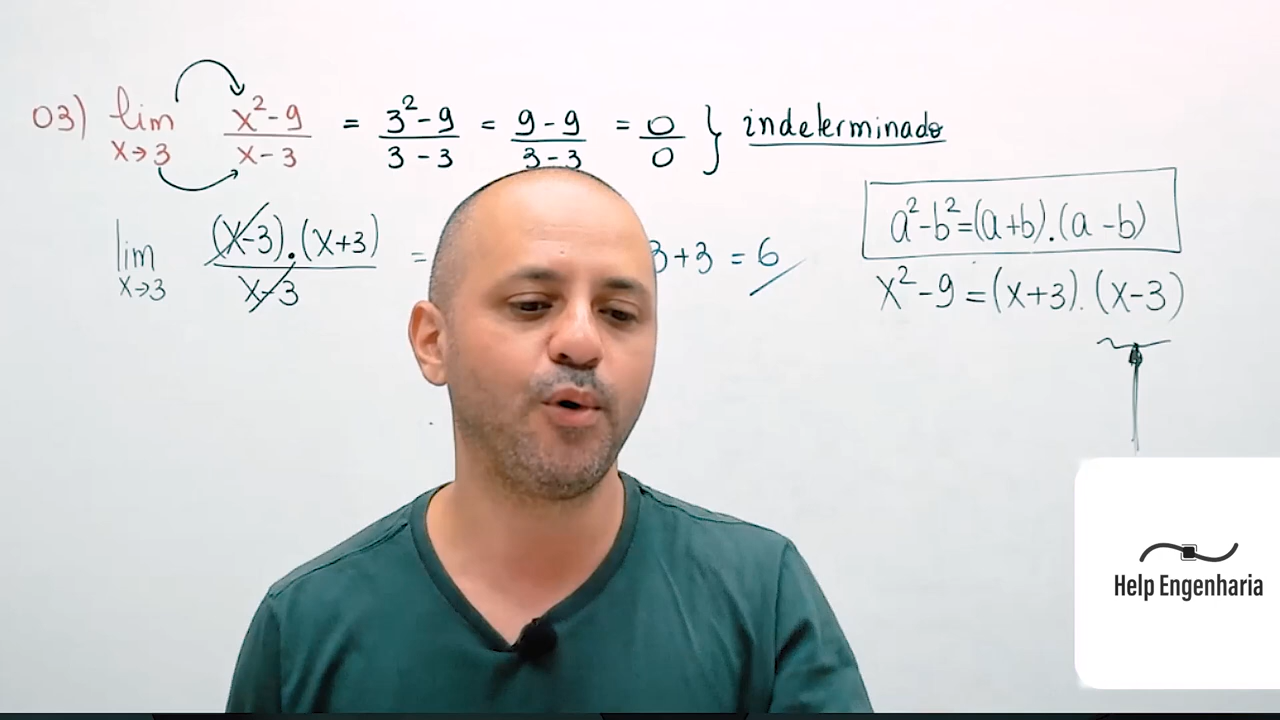 03) lim x→3 x²-9 / x-3 = 3²-9 / 3-3 = 9-9 / 3-3 = 0 / 0 } indeterminado
lim x→3 (x-3).(x+3) / x-3 = 3+3 = 6
a²-b²=(a+b).(a-b)
x²-9=(x+3).(x-3)
Help Engenharia